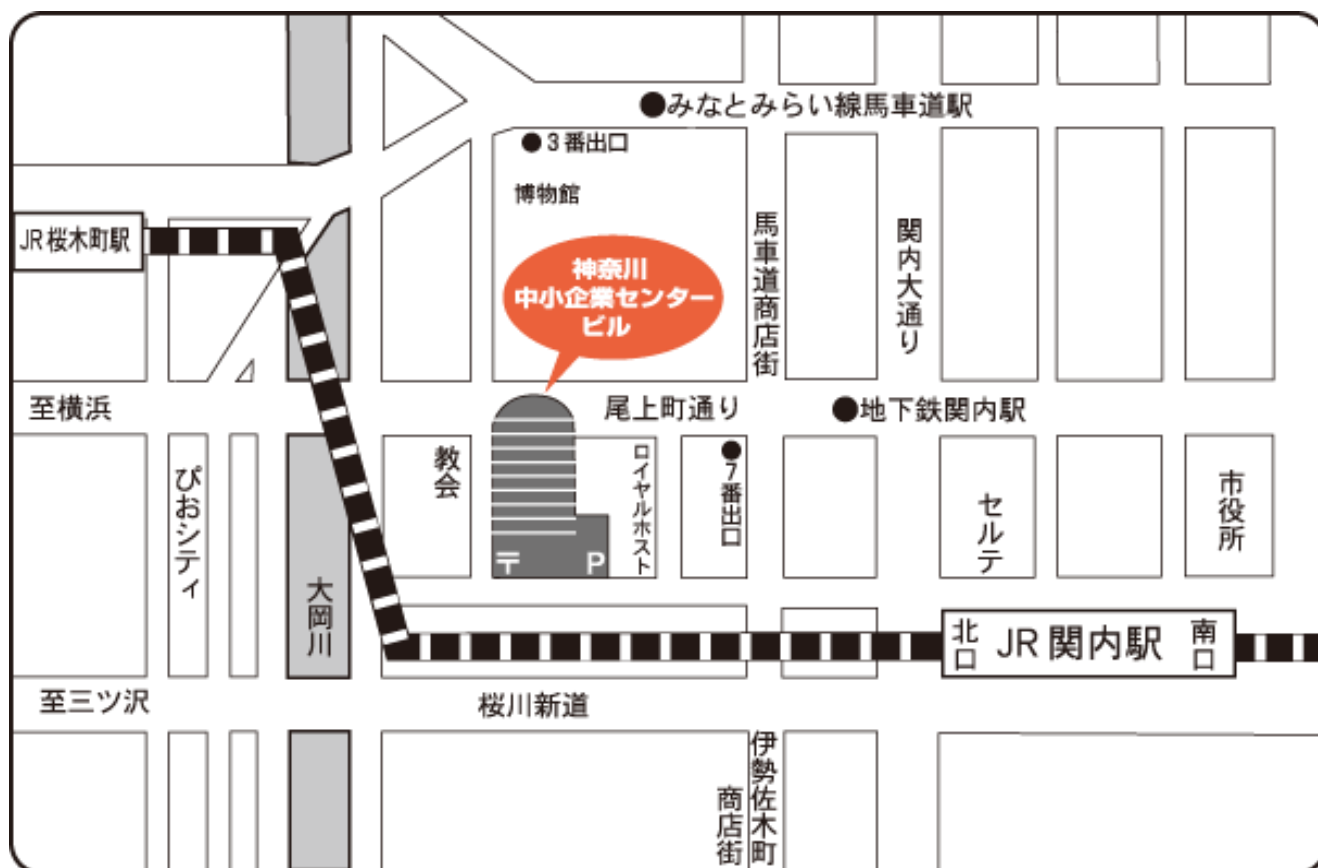 ●みなとみらい線馬車道駅
●3番出口
博物館
JR桜木町駅
神奈川
中小企業センター
ビル
馬車道商店街
関内大通り
至横浜
尾上町通り
●地下鉄関内駅
ぴおシティ
教会
ロイヤルホスト
●7番出口
セルテ
市役所
〒
P
大岡川
北口
JR関内駅
南口
至三ツ沢
桜川新道
伊勢佐木町
商店街